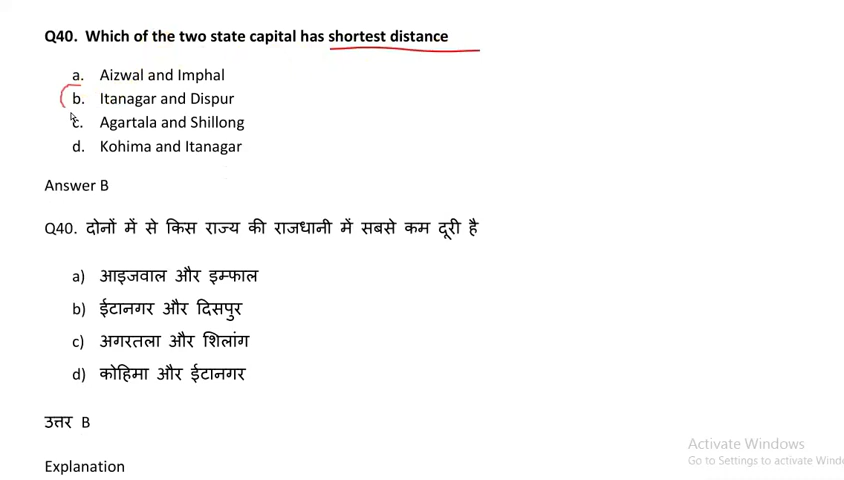 Q40. Which of the two state capital has shortest distance
a. Aizwal and Imphal
b. Itanagar and Dispur
c. Agartala and Shillong
d. Kohima and Itanagar
Answer B
Q40. दोनों में से किस राज्य की राजधानी में सबसे कम दूरी है
a) आइजवाल और इम्फाल
b) ईटानगर और दिसपुर
c) अगरतला और शिलांग
d) कोहिमा और ईटानगर
उत्तर B
Activate Windows
Go to Settings to activate Winde
Explanation